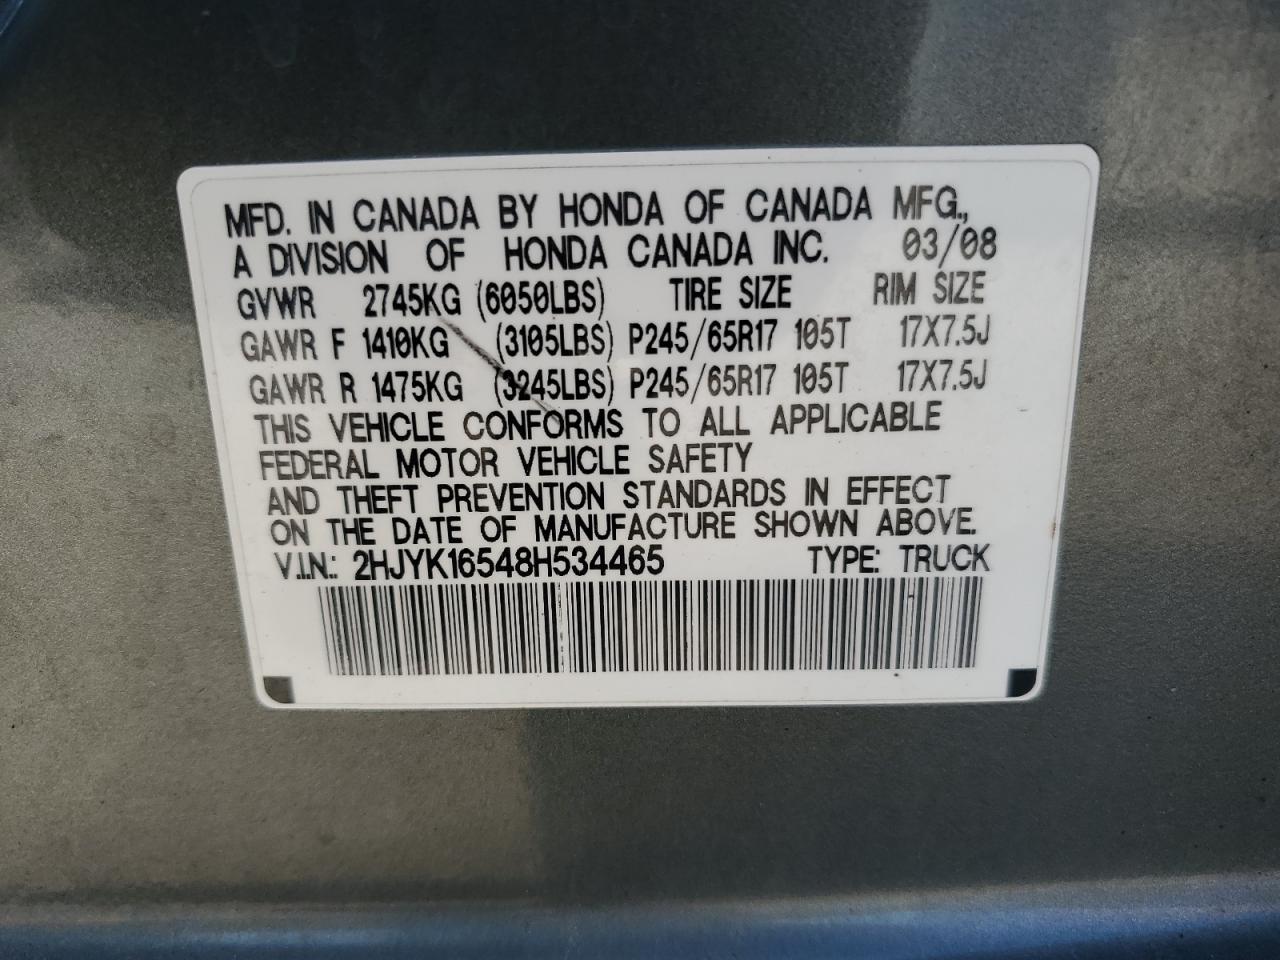 MFD. IN CANADA BY HONDA OF CANADA MFG.,
A DIVISION OF HONDA CANADA INC. 03/08
GVWR 2745KG (6050LBS) TIRE SIZE RIM SIZE
GAWR F 1410KG (3105LBS) P245/65R17 105T 17X7.5J
GAWR R 1475KG (3245LBS) P245/65R17 105T 17X7.5J
THIS VEHICLE CONFORMS TO ALL APPLICABLE
FEDERAL MOTOR VEHICLE SAFETY
AND THEFT PREVENTION STANDARDS IN EFFECT
ON THE DATE OF MANUFACTURE SHOWN ABOVE.
V.I.N.: 2HJYK16548H534465 TYPE: TRUCK